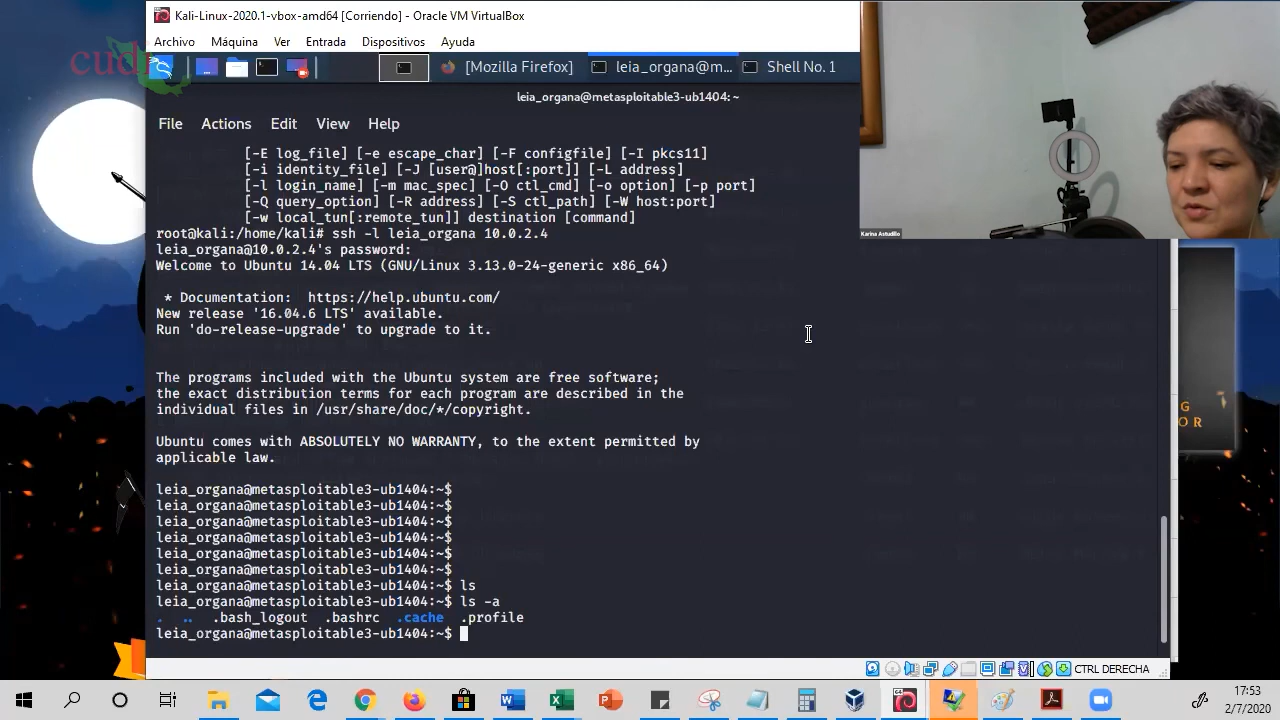 Kali-Linux-2020.1-vbox-amd64 [Corriendo] - Oracle VM VirtualBox
Archivo Máquina Ver Entrada Dispositivos Ayuda
cudi
[Mozilla Firefox] leia_organa@m... Shell No. 1
leia_organa@metasploitable3-ub1404: ~
File Actions Edit View Help
[-E log_file] [-e escape_char] [-F configfile] [-I pkcs11]
[-i identity_file] [-J [user@]host[:port]] [-L address]
[-l login_name] [-m mac_spec] [-O ctl_cmd] [-o option] [-p port]
[-Q query_option] [-R address] [-S ctl_path] [-W host:port]
[-w local_tun[:remote_tun]] destination [command]
root@kali:/home/kali# ssh -l leia_organa 10.0.2.4
leia_organa@10.0.2.4's password:
Welcome to Ubuntu 14.04 LTS (GNU/Linux 3.13.0-24-generic x86_64)
* Documentation: https://help.ubuntu.com/
New release '16.04.6 LTS' available.
Run 'do-release-upgrade' to upgrade to it.
The programs included with the Ubuntu system are free software;
the exact distribution terms for each program are described in the
individual files in /usr/share/doc/*/copyright.
Ubuntu comes with ABSOLUTELY NO WARRANTY, to the extent permitted by
applicable law.
leia_organa@metasploitable3-ub1404:~$
leia_organa@metasploitable3-ub1404:~$
leia_organa@metasploitable3-ub1404:~$
leia_organa@metasploitable3-ub1404:~$
leia_organa@metasploitable3-ub1404:~$
leia_organa@metasploitable3-ub1404:~$
leia_organa@metasploitable3-ub1404:~$ ls
leia_organa@metasploitable3-ub1404:~$ ls -a
. .. .bash_logout .bashrc .cache .profile
leia_organa@metasploitable3-ub1404:~$
Karina Astudillo
G
OR
CTRL DERECHA
17:53
2/7/2020